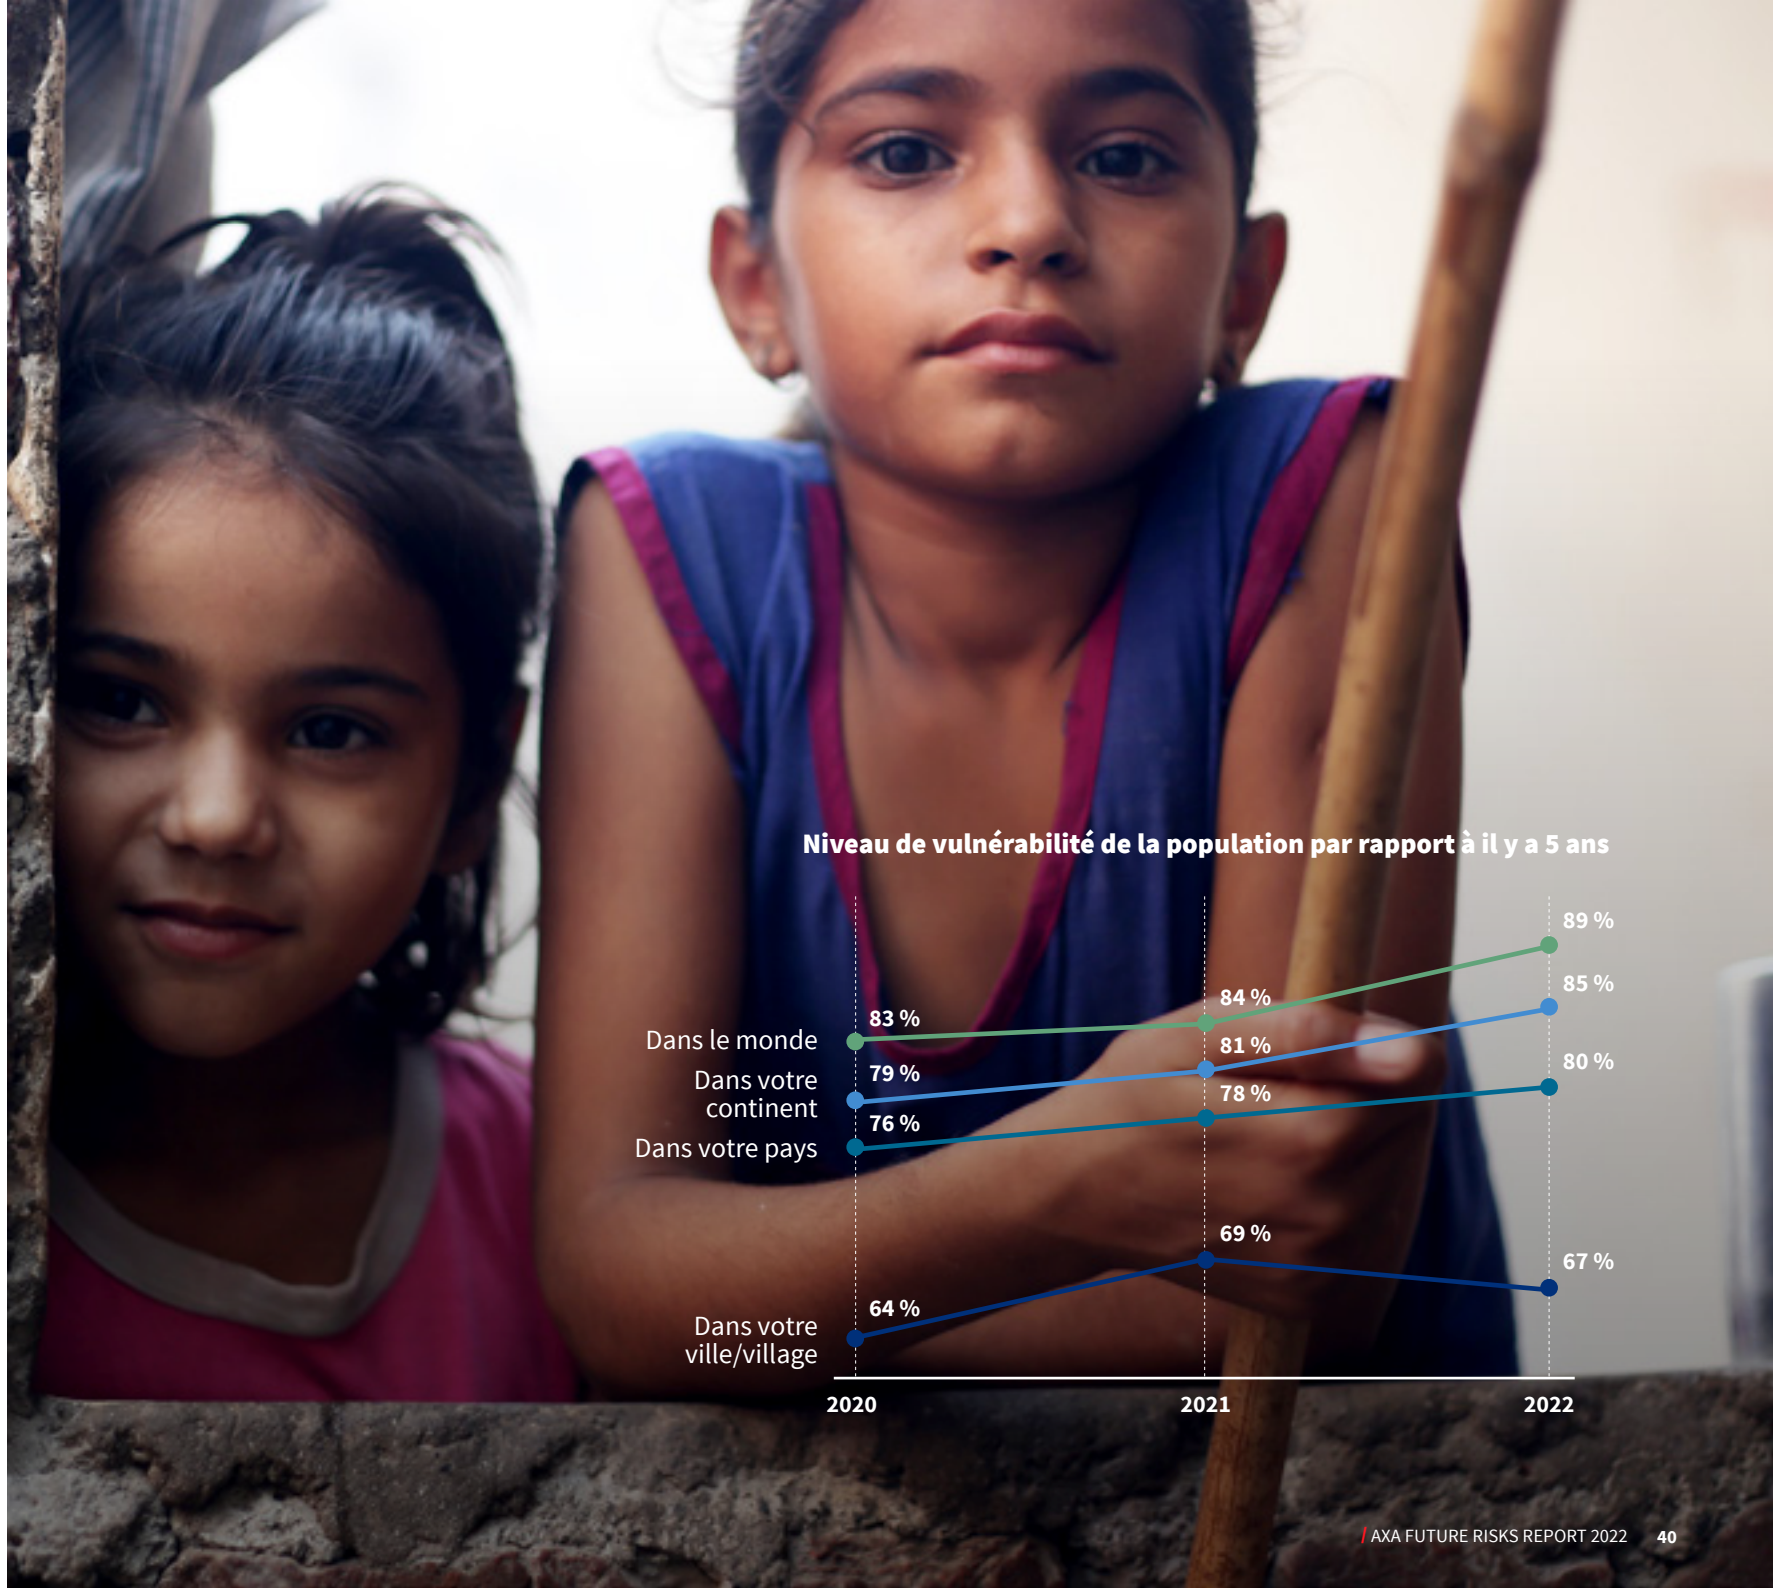 Niveau de vulnérabilité de la population par rapport à il y a 5 ans
89 %
85 %
84 %
83 %
Dans le monde
81 %
80 %
79 %
Dans votre
continent
78 %
76 %
Dans votre pays
69 %
67 %
64 %
Dans votre
ville/village
2020 2021 2022
/ AXA FUTURE RISKS REPORT 2022 40